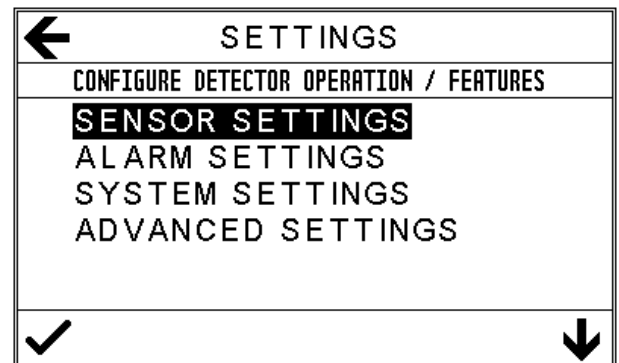 SETTINGS
CONFIGURE DETECTOR OPERATION / FEATURES
SENSOR SETTINGS
ALARM SETTINGS
SYSTEM SETTINGS
ADVANCED SETTINGS